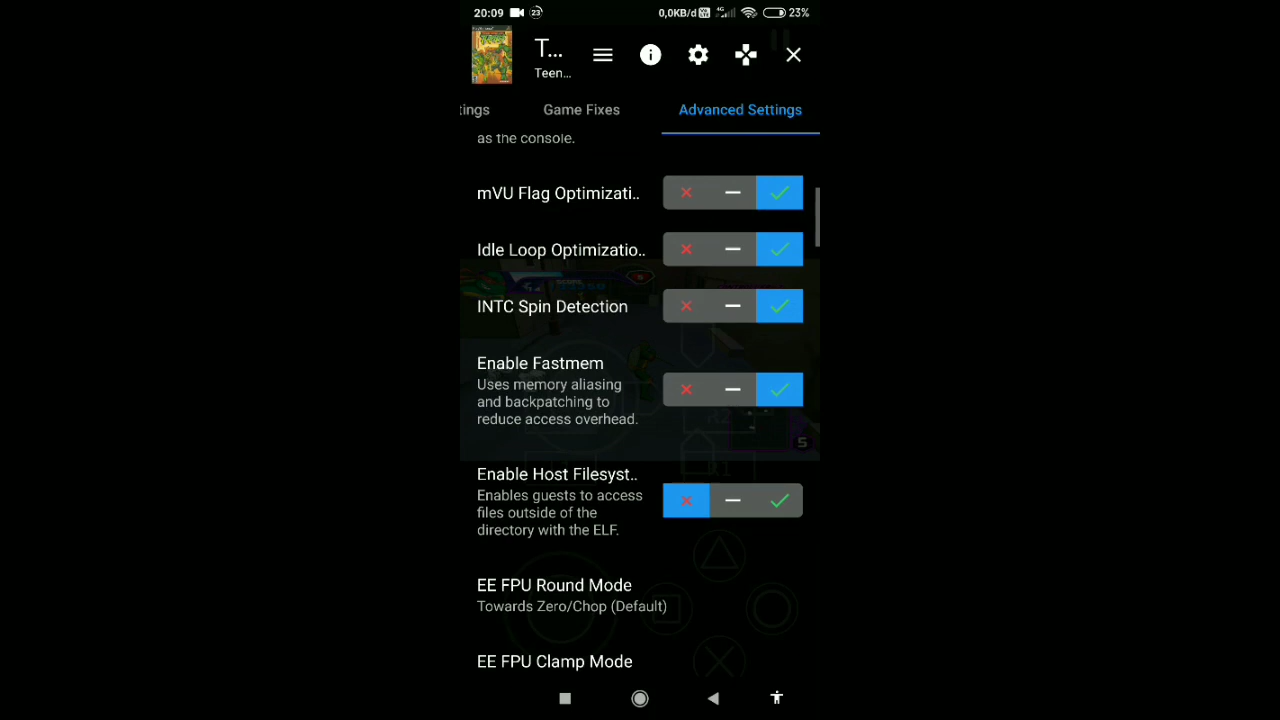 20:09 23 0,0KB/d 4G 23%
T...
Teen...
tings Game Fixes Advanced Settings
as the console.
mVU Flag Optimizati..
Idle Loop Optimizatio..
INTC Spin Detection
Enable Fastmem
Uses memory aliasing
and backpatching to
reduce access overhead.
Enable Host Filesyst..
Enables guests to access
files outside of the
directory with the ELF.
EE FPU Round Mode
Towards Zero/Chop (Default)
EE FPU Clamp Mode